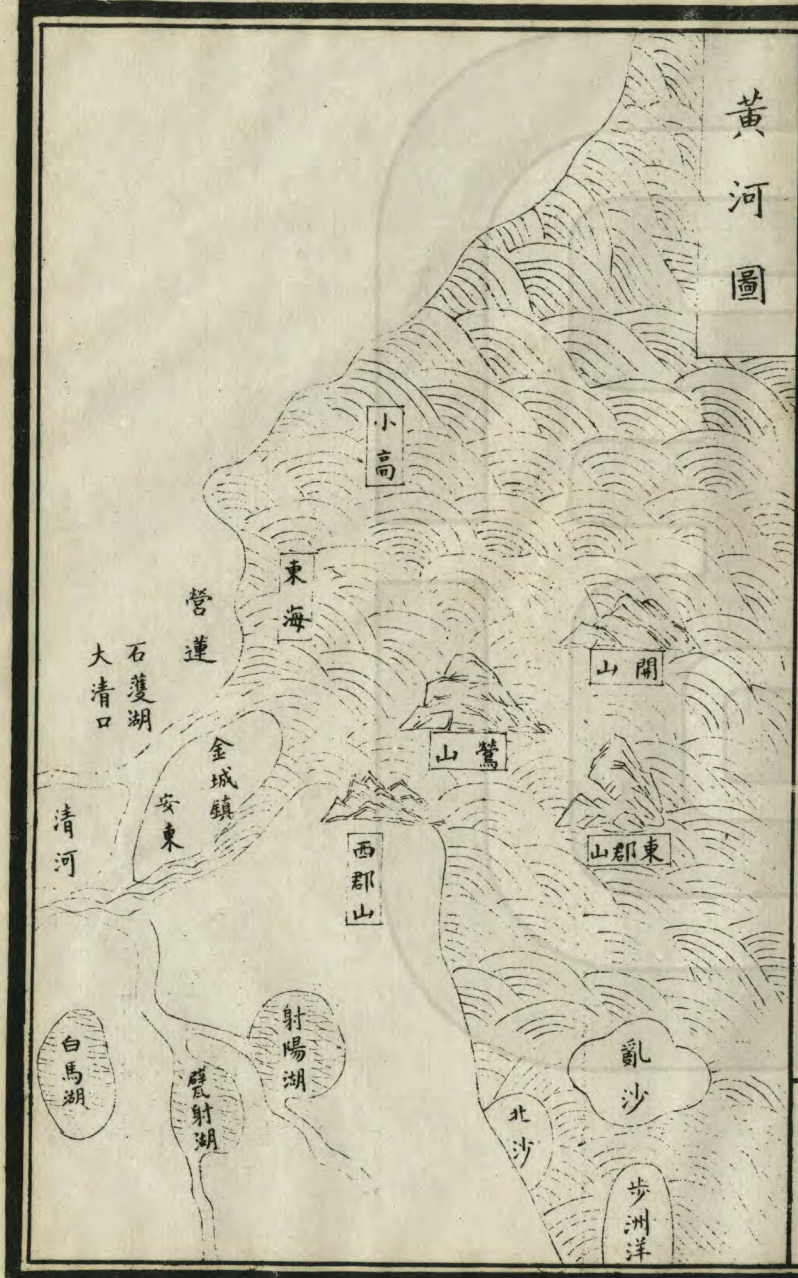 黃河圖
小高
東海
營蓮
石濩湖
大清口
開山
山鶯
金城鎮
安東
清河
西郡山
山郡東
射陽湖
白馬湖
甓射湖
亂沙
北沙
步洲洋